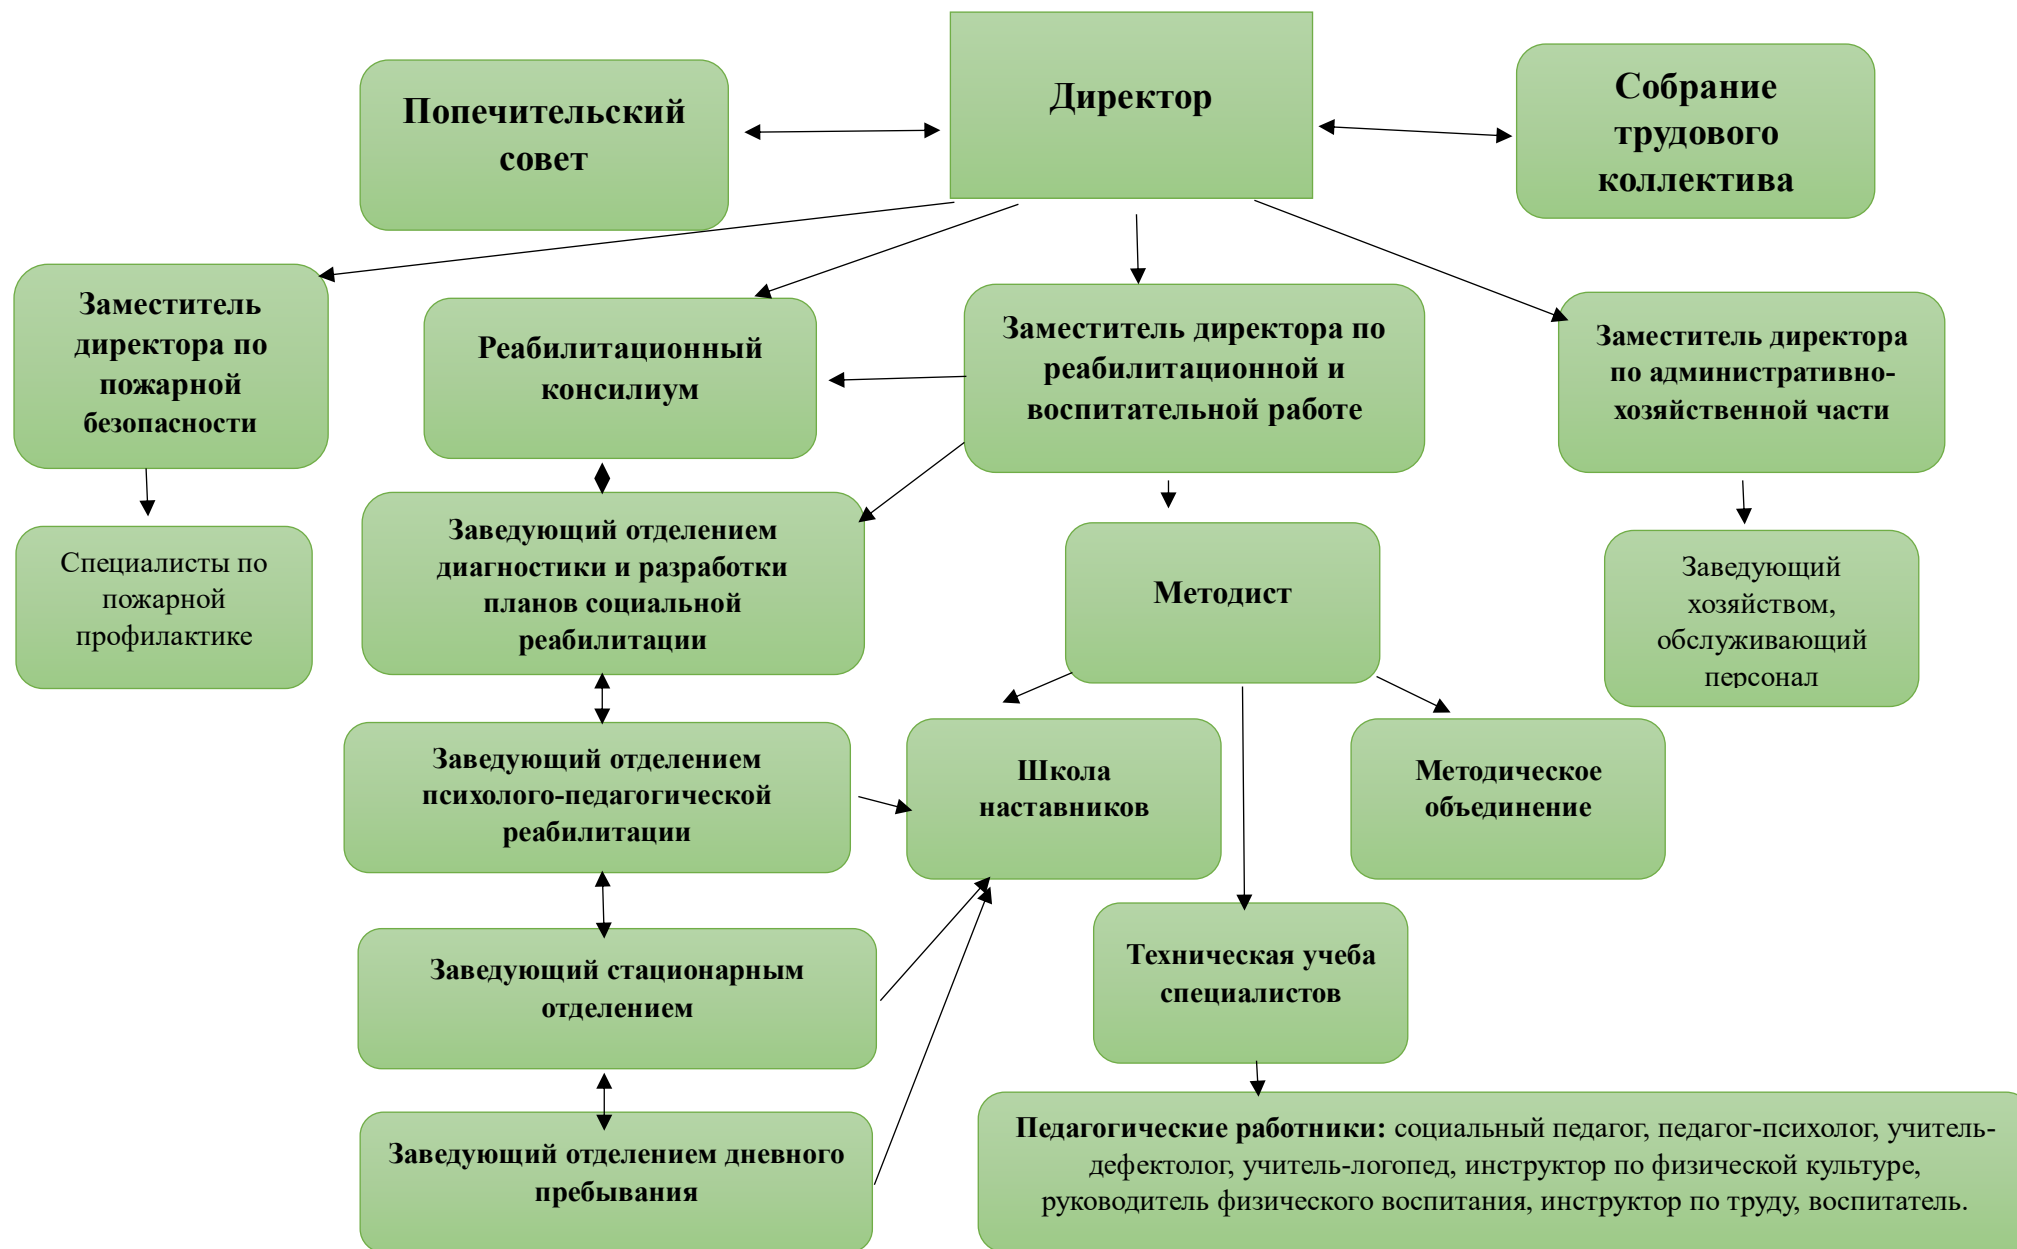 Директор
Попечительский
совет
Собрание
трудового
коллектива
Заместитель
директора по
пожарной
безопасности
Реабилитационный
консилиум
Заместитель директора по
реабилитационной и
воспитательной работе
Заместитель директора
по административно-
хозяйственной части
Специалисты по
пожарной
профилактике
Заведующий отделением
диагностики и разработки
планов социальной
реабилитации
Методист
Заведующий
хозяйством,
обслуживающий
персонал
Заведующий отделением
психолого-педагогической
реабилитации
Школа
наставников
Методическое
объединение
Заведующий стационарным
отделением
Техническая учеба
специалистов
Заведующий отделением дневного
пребывания
Педагогические работники: социальный педагог, педагог-психолог, учитель-
дефектолог, учитель-логопед, инструктор по физической культуре,
руководитель физического воспитания, инструктор по труду, воспитатель.